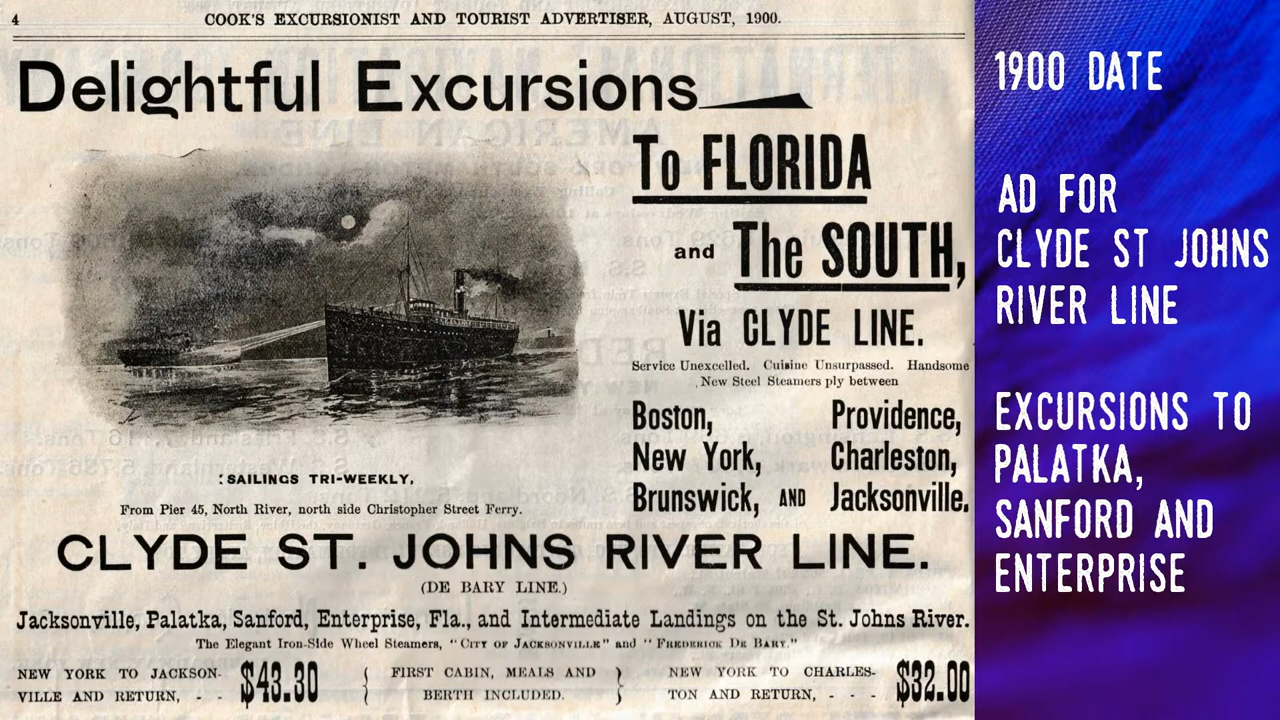 4 COOK'S EXCURSIONIST AND TOURIST ADVERTISER, AUGUST, 1900.
Delightful Excursions
To FLORIDA
and The SOUTH,
Via CLYDE LINE.
Service Unexcelled. Cuisine Unsurpassed. Handsome
New Steel Steamers ply between
Boston, Providence,
New York, Charleston,
Brunswick, AND Jacksonville.
SAILINGS TRI-WEEKLY,
From Pier 45, North River, north side Christopher Street Ferry.
CLYDE ST. JOHNS RIVER LINE.
(DE BARY LINE.)
Jacksonville, Palatka, Sanford, Enterprise, Fla., and Intermediate Landings on the St. Johns River.
The Elegant Iron-Side Wheel Steamers, "CITY OF JACKSONVILLE" and "FREDERICK DE BARY."
NEW YORK TO JACKSON-
VILLE AND RETURN, - - $43.30
FIRST CABIN, MEALS AND
BERTH INCLUDED.
NEW YORK TO CHARLES-
TON AND RETURN, - - - $32.00
1900 DATE
AD FOR
CLYDE ST JOHNS
RIVER LINE
EXCURSIONS TO
PALATKA,
SANFORD AND
ENTERPRISE